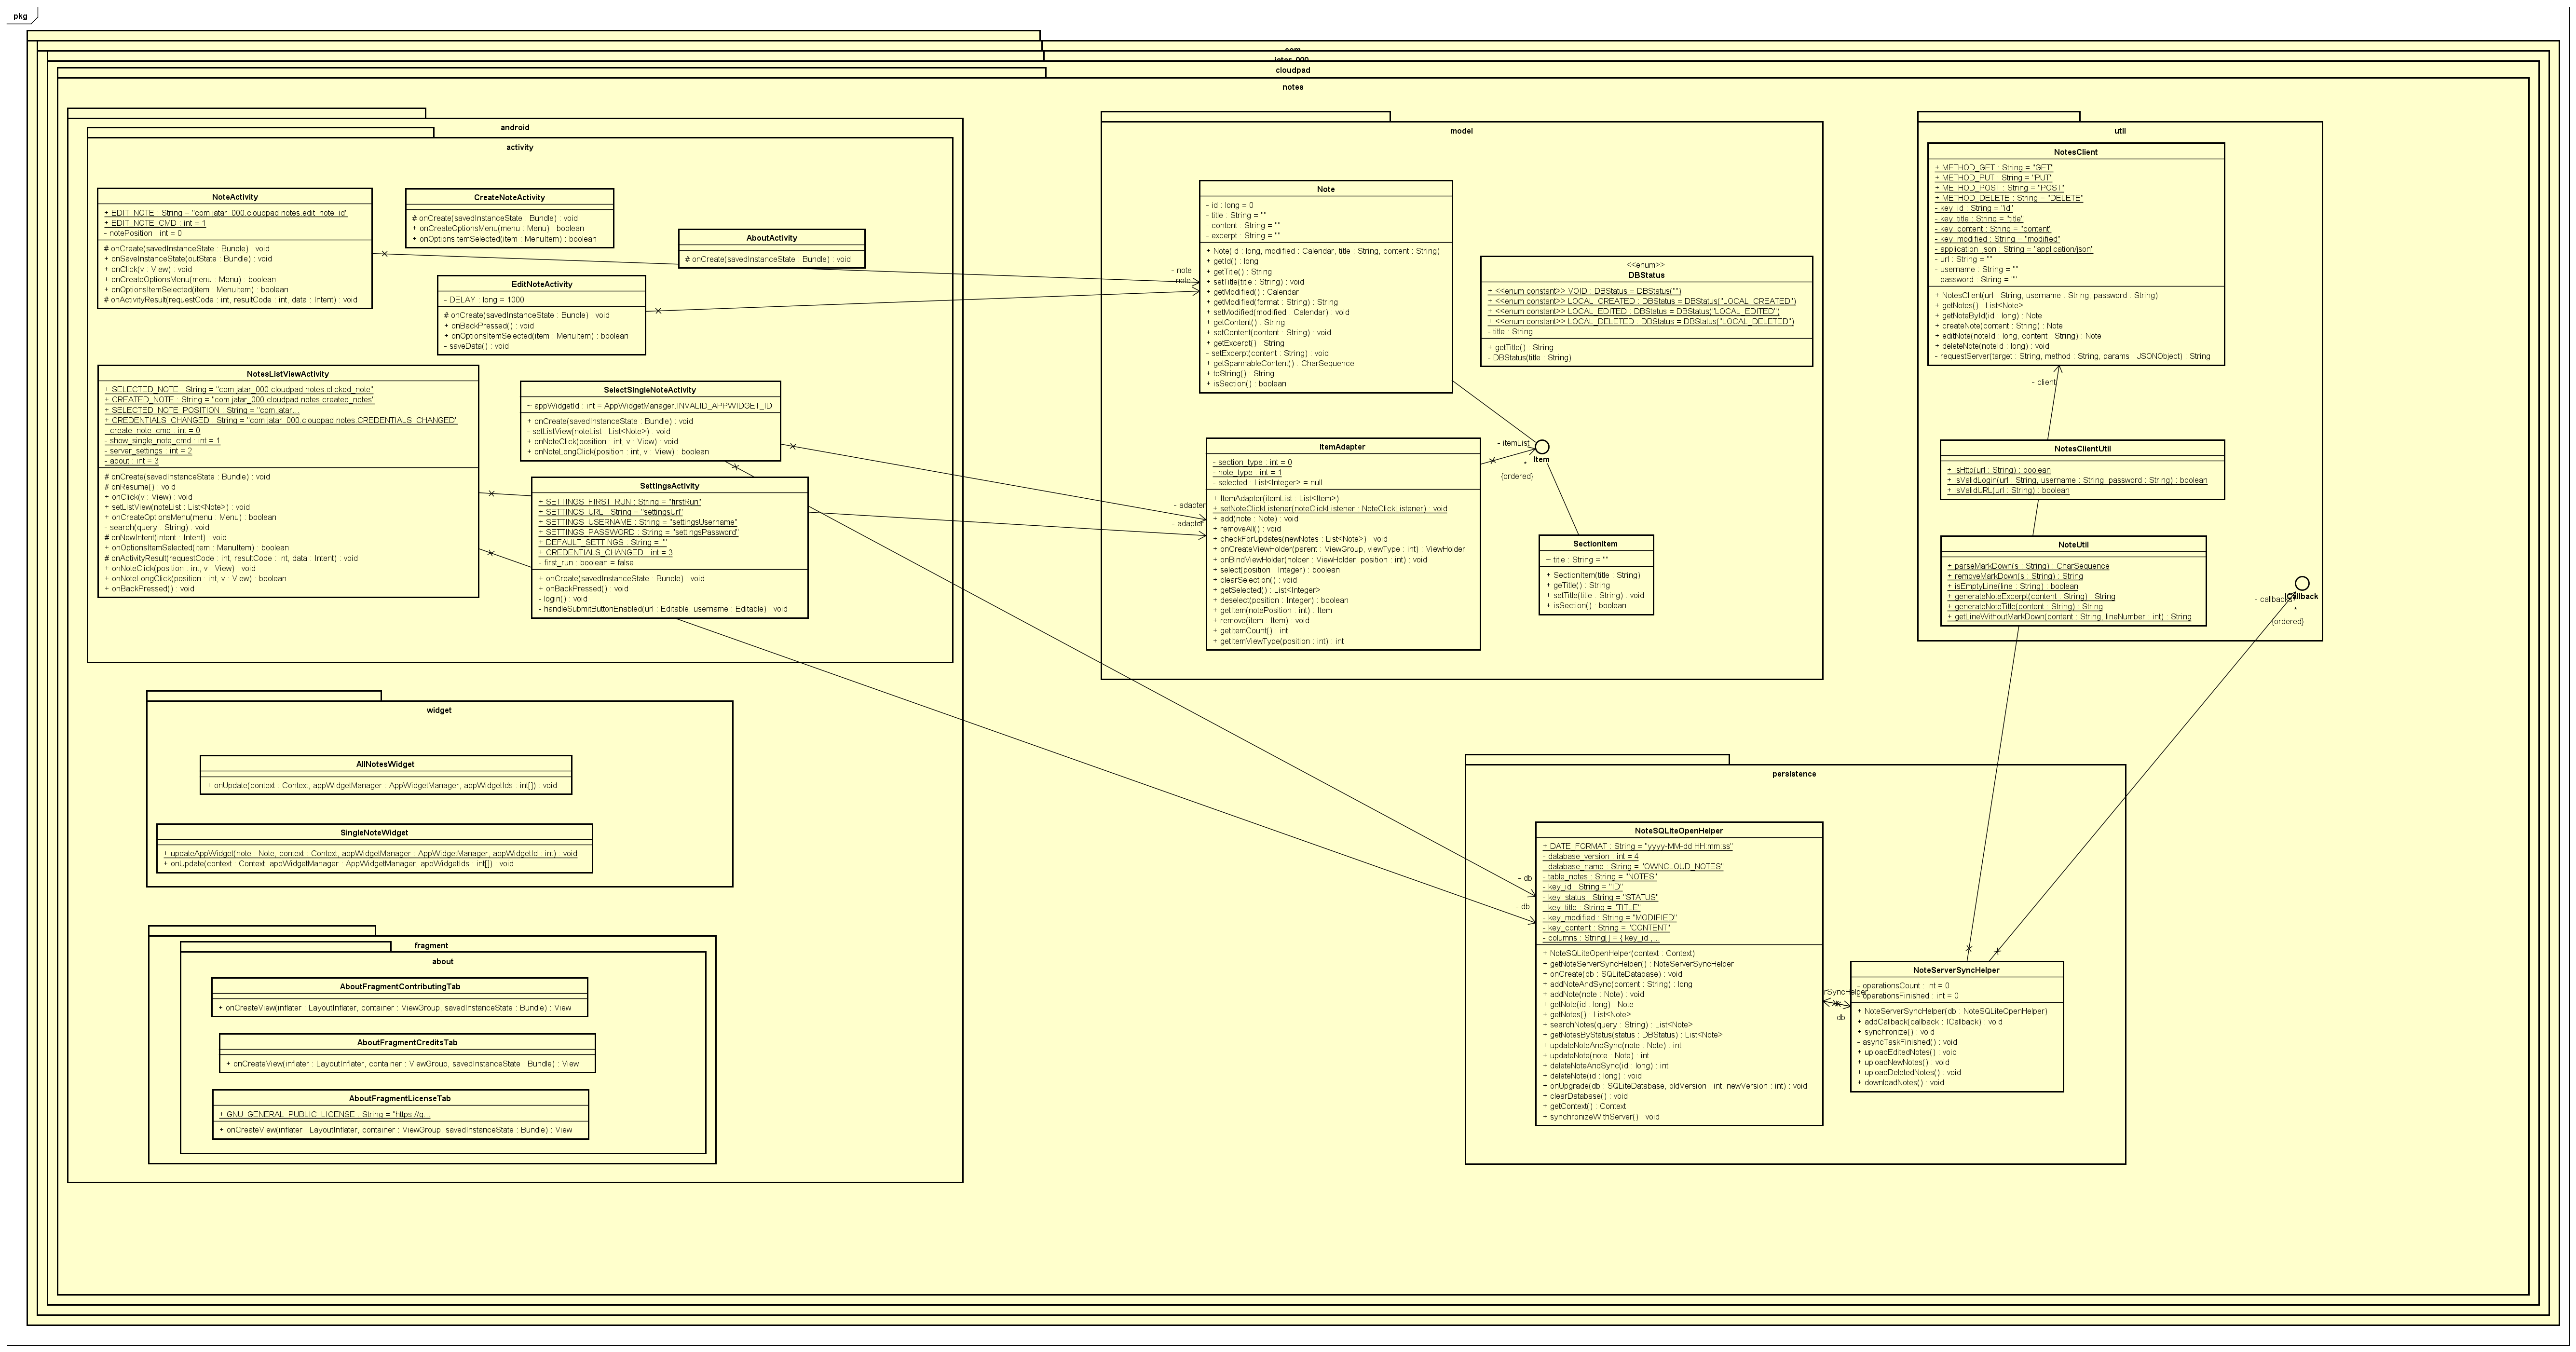 pkg
com
jatar_000
cloudpad
notes
android
activity
NoteActivity
+ EDIT_NOTE : String = "com.jatar_000.cloudpad.notes.edit_note_id"
+ EDIT_NOTE_CMD : int = 1
- notePosition : int = 0
# onCreate(savedInstanceState : Bundle) : void
+ onSaveInstanceState(outState : Bundle) : void
+ onClick(v : View) : void
+ onCreateOptionsMenu(menu : Menu) : boolean
+ onOptionsItemSelected(item : MenuItem) : boolean
# onActivityResult(requestCode : int, resultCode : int, data : Intent) : void
CreateNoteActivity
# onCreate(savedInstanceState : Bundle) : void
+ onCreateOptionsMenu(menu : Menu) : boolean
+ onOptionsItemSelected(item : MenuItem) : boolean
AboutActivity
# onCreate(savedInstanceState : Bundle) : void
EditNoteActivity
- DELAY : long = 1000
# onCreate(savedInstanceState : Bundle) : void
+ onBackPressed() : void
+ onOptionsItemSelected(item : MenuItem) : boolean
- saveData() : void
NotesListViewActivity
+ SELECTED_NOTE : String = "com.jatar_000.cloudpad.notes.clicked_note"
+ CREATED_NOTE : String = "com.jatar_000.cloudpad.notes.created_notes"
+ SELECTED_NOTE_POSITION : String = "com.jatar...
+ CREDENTIALS_CHANGED : String = "com.jatar_000.cloudpad.notes.CREDENTIALS_CHANGED"
- create_note_cmd : int = 0
- show_single_note_cmd : int = 1
- server_settings : int = 2
- about : int = 3
# onCreate(savedInstanceState : Bundle) : void
# onResume() : void
+ onClick(v : View) : void
+ setListView(noteList : List<Note>) : void
+ onCreateOptionsMenu(menu : Menu) : boolean
- search(query : String) : void
# onNewIntent(intent : Intent) : void
+ onOptionsItemSelected(item : MenuItem) : boolean
# onActivityResult(requestCode : int, resultCode : int, data : Intent) : void
+ onNoteClick(position : int, v : View) : void
+ onNoteLongClick(position : int, v : View) : boolean
+ onBackPressed() : void
SelectSingleNoteActivity
~ appWidgetId : int = AppWidgetManager.INVALID_APPWIDGET_ID
+ onCreate(savedInstanceState : Bundle) : void
- setListView(noteList : List<Note>) : void
+ onNoteClick(position : int, v : View) : void
+ onNoteLongClick(position : int, v : View) : boolean
SettingsActivity
+ SETTINGS_FIRST_RUN : String = "firstRun"
+ SETTINGS_URL : String = "settingsUrl"
+ SETTINGS_USERNAME : String = "settingsUsername"
+ SETTINGS_PASSWORD : String = "settingsPassword"
+ DEFAULT_SETTINGS : String = ""
+ CREDENTIALS_CHANGED : int = 3
- first_run : boolean = false
+ onCreate(savedInstanceState : Bundle) : void
+ onBackPressed() : void
- login() : void
- handleSubmitButtonEnabled(url : Editable, username : Editable) : void
widget
AllNotesWidget
+ onUpdate(context : Context, appWidgetManager : AppWidgetManager, appWidgetIds : int[]) : void
SingleNoteWidget
+ updateAppWidget(note : Note, context : Context, appWidgetManager : AppWidgetManager, appWidgetId : int) : void
+ onUpdate(context : Context, appWidgetManager : AppWidgetManager, appWidgetIds : int[]) : void
fragment
about
AboutFragmentContributingTab
+ onCreateView(inflater : LayoutInflater, container : ViewGroup, savedInstanceState : Bundle) : View
AboutFragmentCreditsTab
+ onCreateView(inflater : LayoutInflater, container : ViewGroup, savedInstanceState : Bundle) : View
AboutFragmentLicenseTab
+ GNU_GENERAL_PUBLIC_LICENSE : String = "https://g...
+ onCreateView(inflater : LayoutInflater, container : ViewGroup, savedInstanceState : Bundle) : View
model
- note
- note
Note
- id : long = 0
- title : String = ""
- content : String = ""
- excerpt : String = ""
+ Note(id : long, modified : Calendar, title : String, content : String)
+ getId() : long
+ getTitle() : String
+ setTitle(title : String) : void
+ getModified() : Calendar
+ getModified(format : String) : String
+ setModified(modified : Calendar) : void
+ getContent() : String
+ setContent(content : String) : void
+ getExcerpt() : String
- setExcerpt(content : String) : void
+ getSpannableContent() : CharSequence
+ toString() : String
+ isSection() : boolean
<<enum>>
DBStatus
+ <<enum constant>> VOID : DBStatus = DBStatus("")
+ <<enum constant>> LOCAL_CREATED : DBStatus = DBStatus("LOCAL_CREATED")
+ <<enum constant>> LOCAL_EDITED : DBStatus = DBStatus("LOCAL_EDITED")
+ <<enum constant>> LOCAL_DELETED : DBStatus = DBStatus("LOCAL_DELETED")
- title : String
+ getTitle() : String
- DBStatus(title : String)
- adapter
- adapter
ItemAdapter
- section_type : int = 0
- note_type : int = 1
- selected : List<Integer> = null
+ ItemAdapter(itemList : List<Item>)
+ setNoteClickListener(noteClickListener : NoteClickListener) : void
+ add(note : Note) : void
+ removeAll() : void
+ checkForUpdates(newNotes : List<Note>) : void
+ onCreateViewHolder(parent : ViewGroup, viewType : int) : ViewHolder
+ onBindViewHolder(holder : ViewHolder, position : int) : void
+ select(position : Integer) : boolean
+ clearSelection() : void
+ getSelected() : List<Integer>
+ deselect(position : Integer) : boolean
+ getItem(notePosition : int) : Item
+ remove(item : Item) : void
+ getItemCount() : int
+ getItemViewType(position : int) : int
- itemList
Item
*
{ordered}
SectionItem
~ title : String = ""
+ SectionItem(title : String)
+ geTitle() : String
+ setTitle(title : String) : void
+ isSection() : boolean
util
NotesClient
+ METHOD_GET : String = "GET"
+ METHOD_PUT : String = "PUT"
+ METHOD_POST : String = "POST"
+ METHOD_DELETE : String = "DELETE"
- key_id : String = "id"
- key_title : String = "title"
- key_content : String = "content"
- key_modified : String = "modified"
- application_json : String = "application/json"
- url : String = ""
- username : String = ""
- password : String = ""
+ NotesClient(url : String, username : String, password : String)
+ getNotes() : List<Note>
+ getNoteById(id : long) : Note
+ createNote(content : String) : Note
+ editNote(noteId : long, content : String) : Note
+ deleteNote(noteId : long) : void
- requestServer(target : String, method : String, params : JSONObject) : String
- client
NotesClientUtil
+ isHttp(url : String) : boolean
+ isValidLogin(url : String, username : String, password : String) : boolean
+ isValidURL(url : String) : boolean
NoteUtil
+ parseMarkDown(s : String) : CharSequence
+ removeMarkDown(s : String) : String
+ isEmptyLine(line : String) : boolean
+ generateNoteExcerpt(content : String) : String
+ generateNoteTitle(content : String) : String
+ getLineWithoutMarkDown(content : String, lineNumber : int) : String
- callbacks
ICallback
*
{ordered}
persistence
- db
- db
NoteSQLiteOpenHelper
+ DATE_FORMAT : String = "yyyy-MM-dd HH:mm:ss"
- database_version : int = 4
- database_name : String = "OWNCLOUD_NOTES"
- table_notes : String = "NOTES"
- key_id : String = "ID"
- key_status : String = "STATUS"
- key_title : String = "TITLE"
- key_modified : String = "MODIFIED"
- key_content : String = "CONTENT"
- columns : String[] = { key_id ,...
+ NoteSQLiteOpenHelper(context : Context)
+ getNoteServerSyncHelper() : NoteServerSyncHelper
+ onCreate(db : SQLiteDatabase) : void
+ addNoteAndSync(content : String) : long
+ addNote(note : Note) : void
+ getNote(id : long) : Note
+ getNotes() : List<Note>
+ searchNotes(query : String) : List<Note>
+ getNotesByStatus(status : DBStatus) : List<Note>
+ updateNoteAndSync(note : Note) : int
+ updateNote(note : Note) : int
+ deleteNoteAndSync(id : long) : int
+ deleteNote(id : long) : void
+ onUpgrade(db : SQLiteDatabase, oldVersion : int, newVersion : int) : void
+ clearDatabase() : void
+ getContext() : Context
+ synchronizeWithServer() : void
rSyncHelper
- db
NoteServerSyncHelper
- operationsCount : int = 0
- operationsFinished : int = 0
+ NoteServerSyncHelper(db : NoteSQLiteOpenHelper)
+ addCallback(callback : ICallback) : void
+ synchronize() : void
- asyncTaskFinished() : void
+ uploadEditedNotes() : void
+ uploadNewNotes() : void
+ uploadDeletedNotes() : void
+ downloadNotes() : void